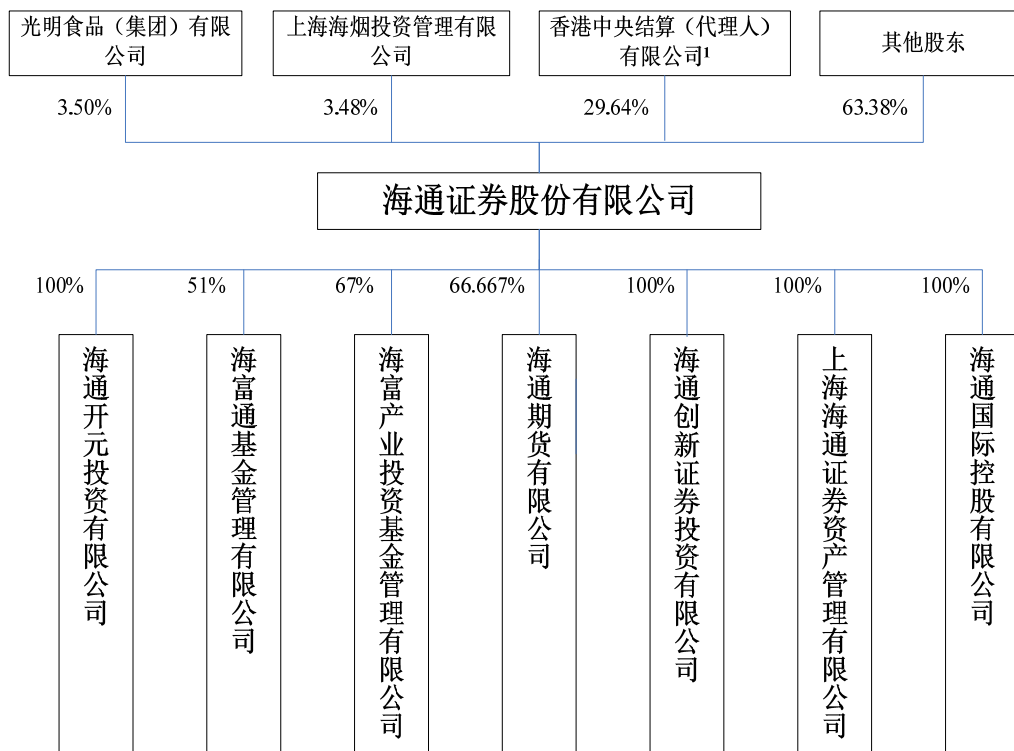 光明食品（集团）有限
公司
上海海烟投资管理有限
公司
香港中央结算（代理人）
有限公司¹
其他股东
3.50%
3.48%
29.64%
63.38%
海通证券股份有限公司
100%
51%
67%
66.667%
100%
100%
100%
海通开元投资有限公司
海富通基金管理有限公司
海富产业投资基金管理有限公司
海通期货有限公司
海通创新证券投资有限公司
上海海通证券资产管理有限公司
海通国际控股有限公司